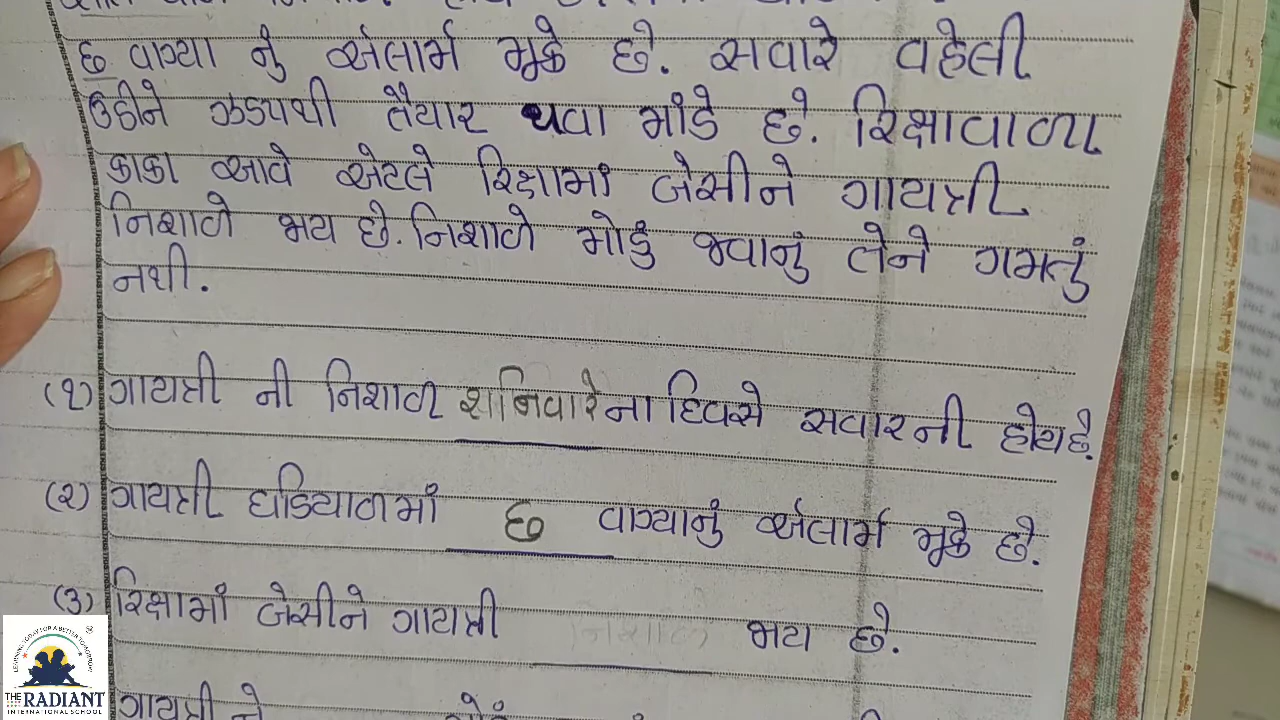 છ વાગ્યા નું એલાર્મ મૂકે છે. સવારે વહેલી
ઉઠીને ઝડપથી તૈયાર થવા માંડે છે. રિક્ષાવાળા
કાકા આવે એટલે રિક્ષામાં બેસીને ગાયત્રી
નિશાળે જાય છે. નિશાળે મોડું જવાનું તેને ગમતું
નથી.
(૧) ગાયત્રી ની નિશાળ શનિવારે ના દિવસે સવારની હોય છે.
(૨) ગાયત્રી ઘડિયાળમાં છ વાગ્યાનું એલાર્મ મૂકે છે.
(૩) રિક્ષામાં બેસીને ગાયત્રી નિશાળે જાય છે.
ગાયત્રી ને
THE RADIANT
INTERNATIONAL SCHOOL